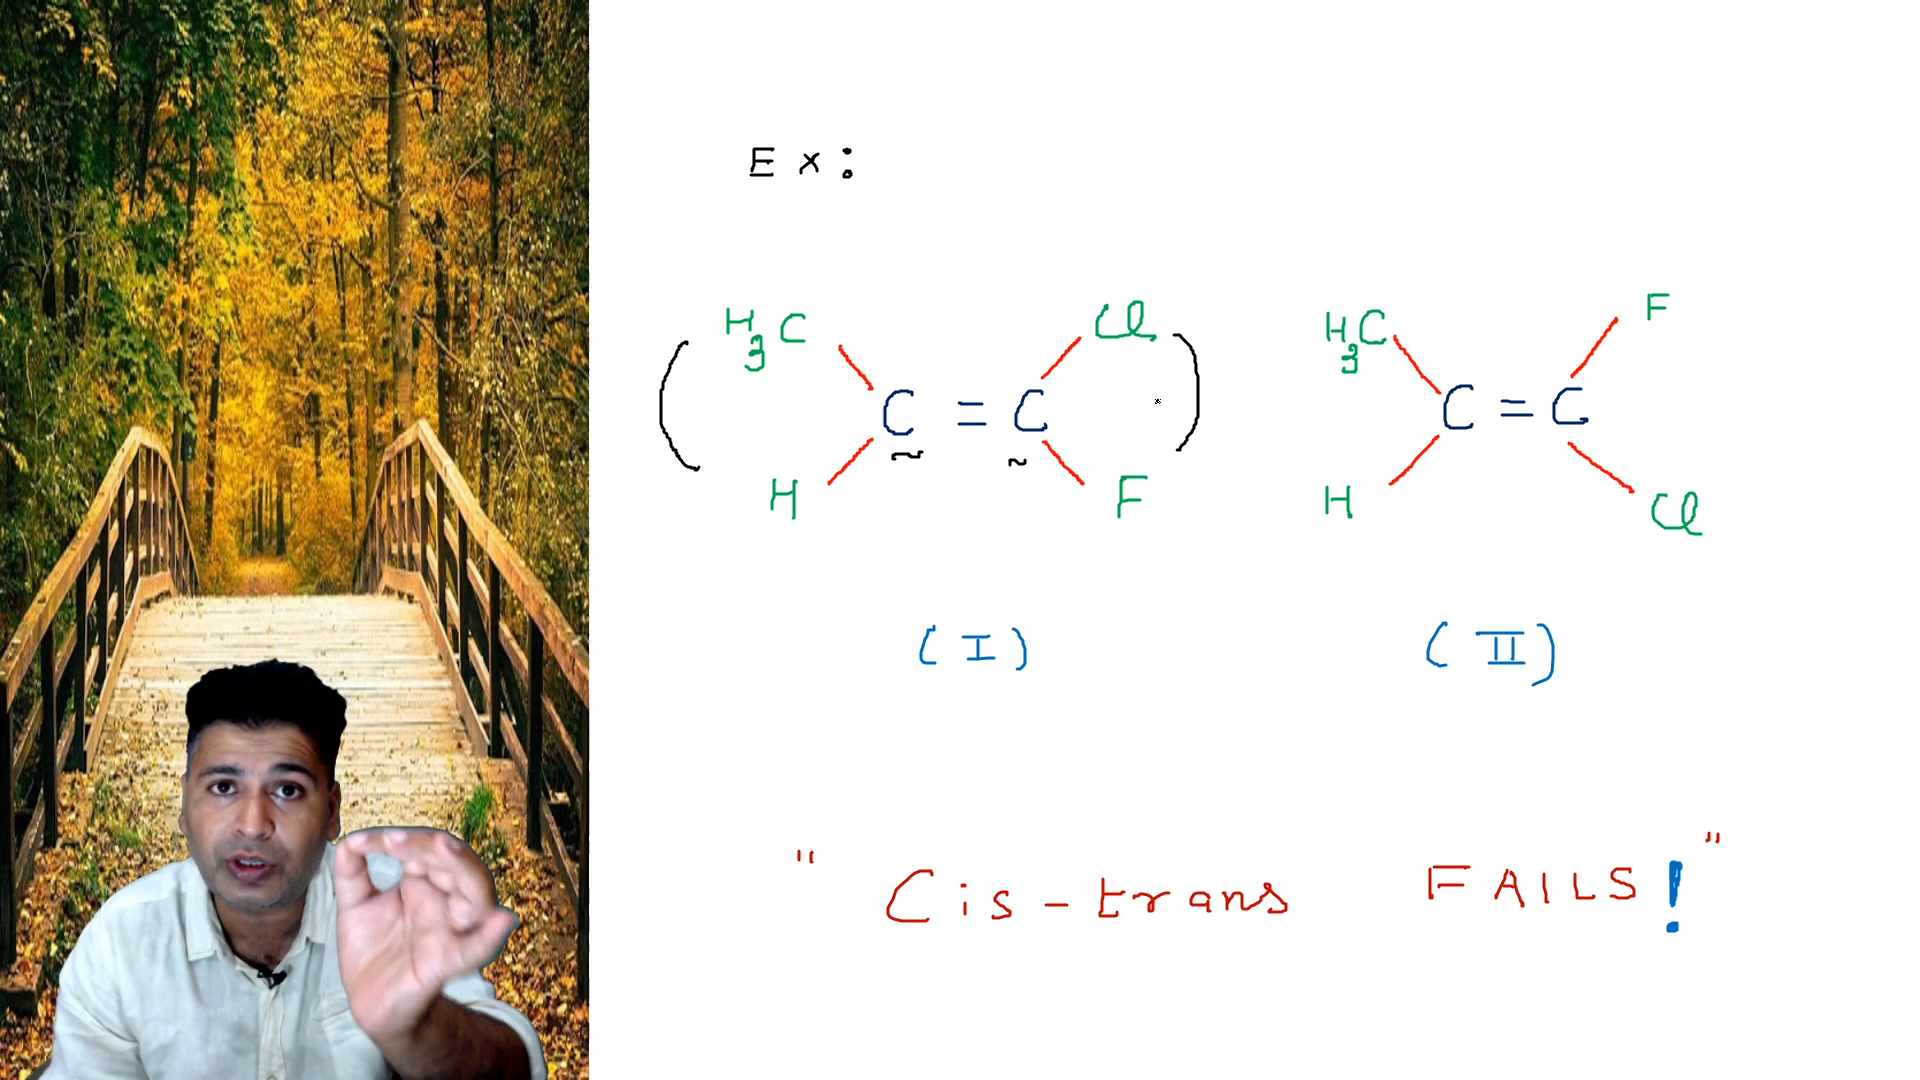 Ex:
H3C Cl H3C F
( C = C ) C = C
H F H Cl
(I) (II)
" Cis-trans FAILS! "